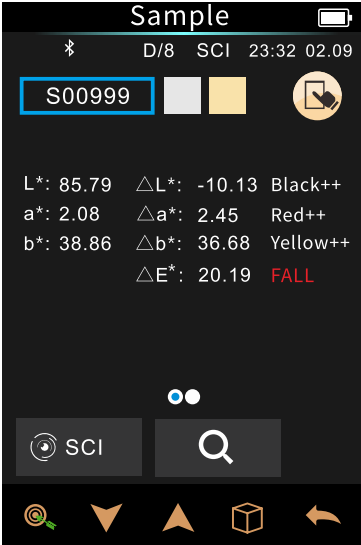 Sample
D/8 SCI 23:32 02.09
S00999
L*: 85.79 △L*: -10.13 Black++
a*: 2.08 △a*: 2.45 Red++
b*: 38.86 △b*: 36.68 Yellow++
△E*: 20.19 FALL
SCI